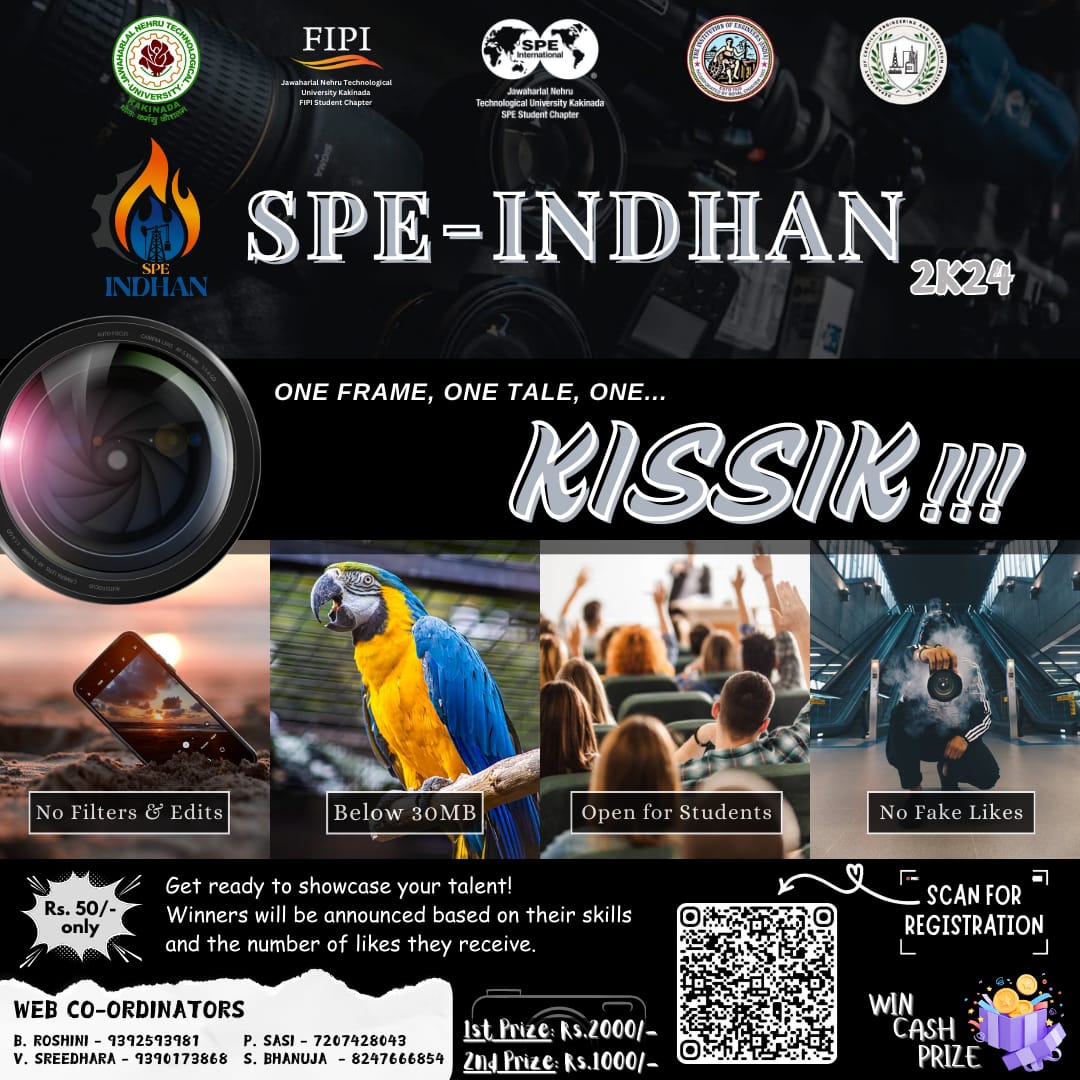 JAWAHARLAL NEHRU TECHNOLOGICAL UNIVERSITY
KAKINADA
FIPI
Jawaharlal Nehru Technological
University Kakinada
FIPI Student Chapter
SPE
International
Jawaharlal Nehru
Technological University Kakinada
SPE Student Chapter
SIGMA
SPE
INDHAN
SPE-INDHAN
2K24
ONE FRAME, ONE TALE, ONE...
KISSIK!!!
No Filters & Edits
Below 30MB
Open for Students
No Fake Likes
Rs. 50/-
only
Get ready to showcase your talent!
Winners will be announced based on their skills
and the number of likes they receive.
SCAN FOR
REGISTRATION
WEB CO-ORDINATORS
B. ROSHINI - 9392593981
P. SASI - 7207428043
V. SREEDHARA - 9390173868
S. BHANUJA - 8247666854
1st Prize: Rs.2000/-
2nd Prize: Rs.1000/-
WIN
CASH
PRIZE